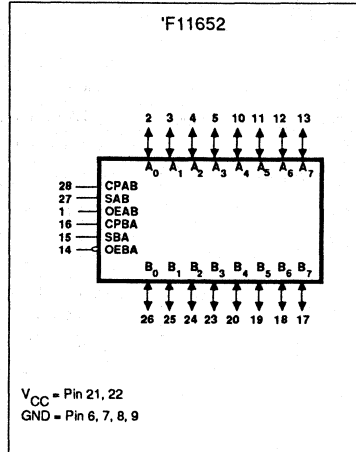 'F11652
2 3 4 5 10 11 12 13
A0 A1 A2 A3 A4 A5 A6 A7
28 CPAB
27 SAB
1 OEAB
16 CPBA
15 SBA
14 OEBA
B0 B1 B2 B3 B4 B5 B6 B7
26 25 24 23 20 19 18 17
VCC = Pin 21, 22
GND = Pin 6, 7, 8, 9